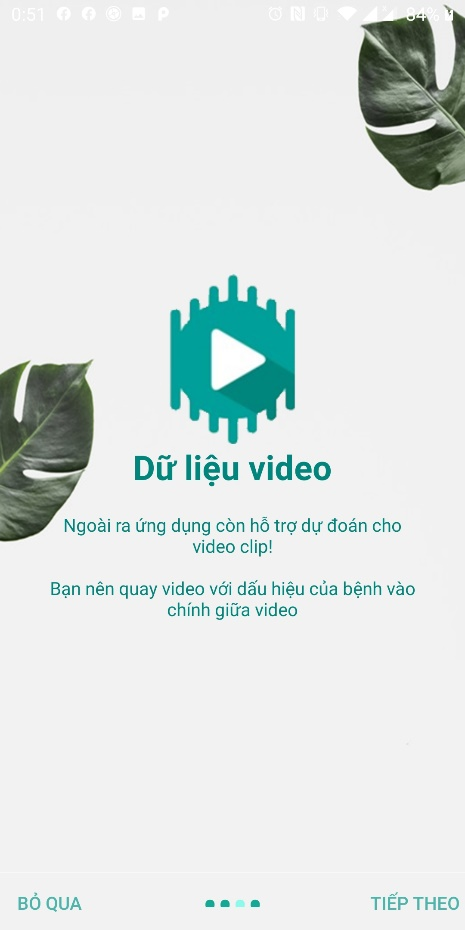 0:51
84%
Dữ liệu video
Ngoài ra ứng dụng còn hỗ trợ dự đoán cho
video clip!
Bạn nên quay video với dấu hiệu của bệnh vào
chính giữa video
BỎ QUA
TIẾP THEO